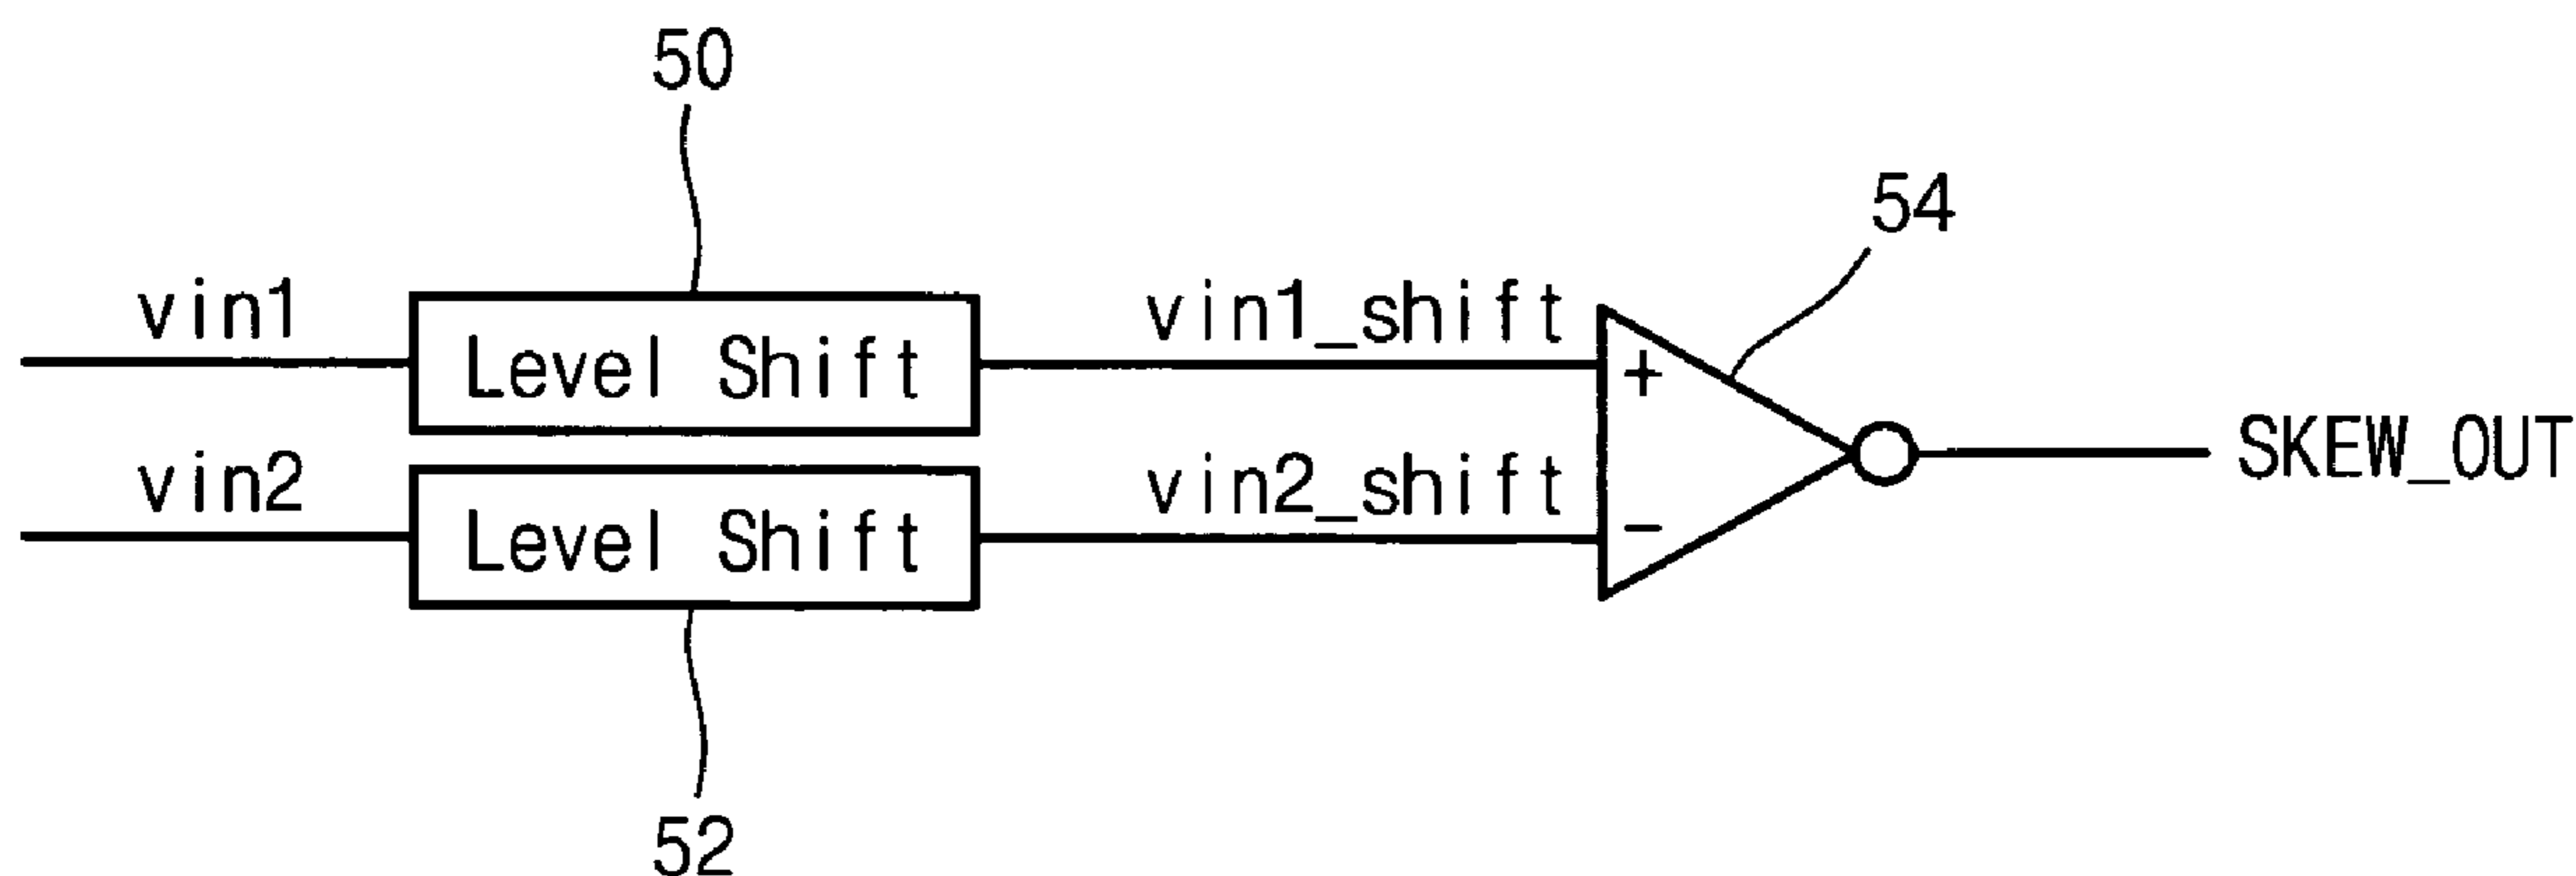 50
54
vin1
Level Shift
vin1_shift
+
SKEW_OUT
vin2
Level Shift
vin2_shift
-
52